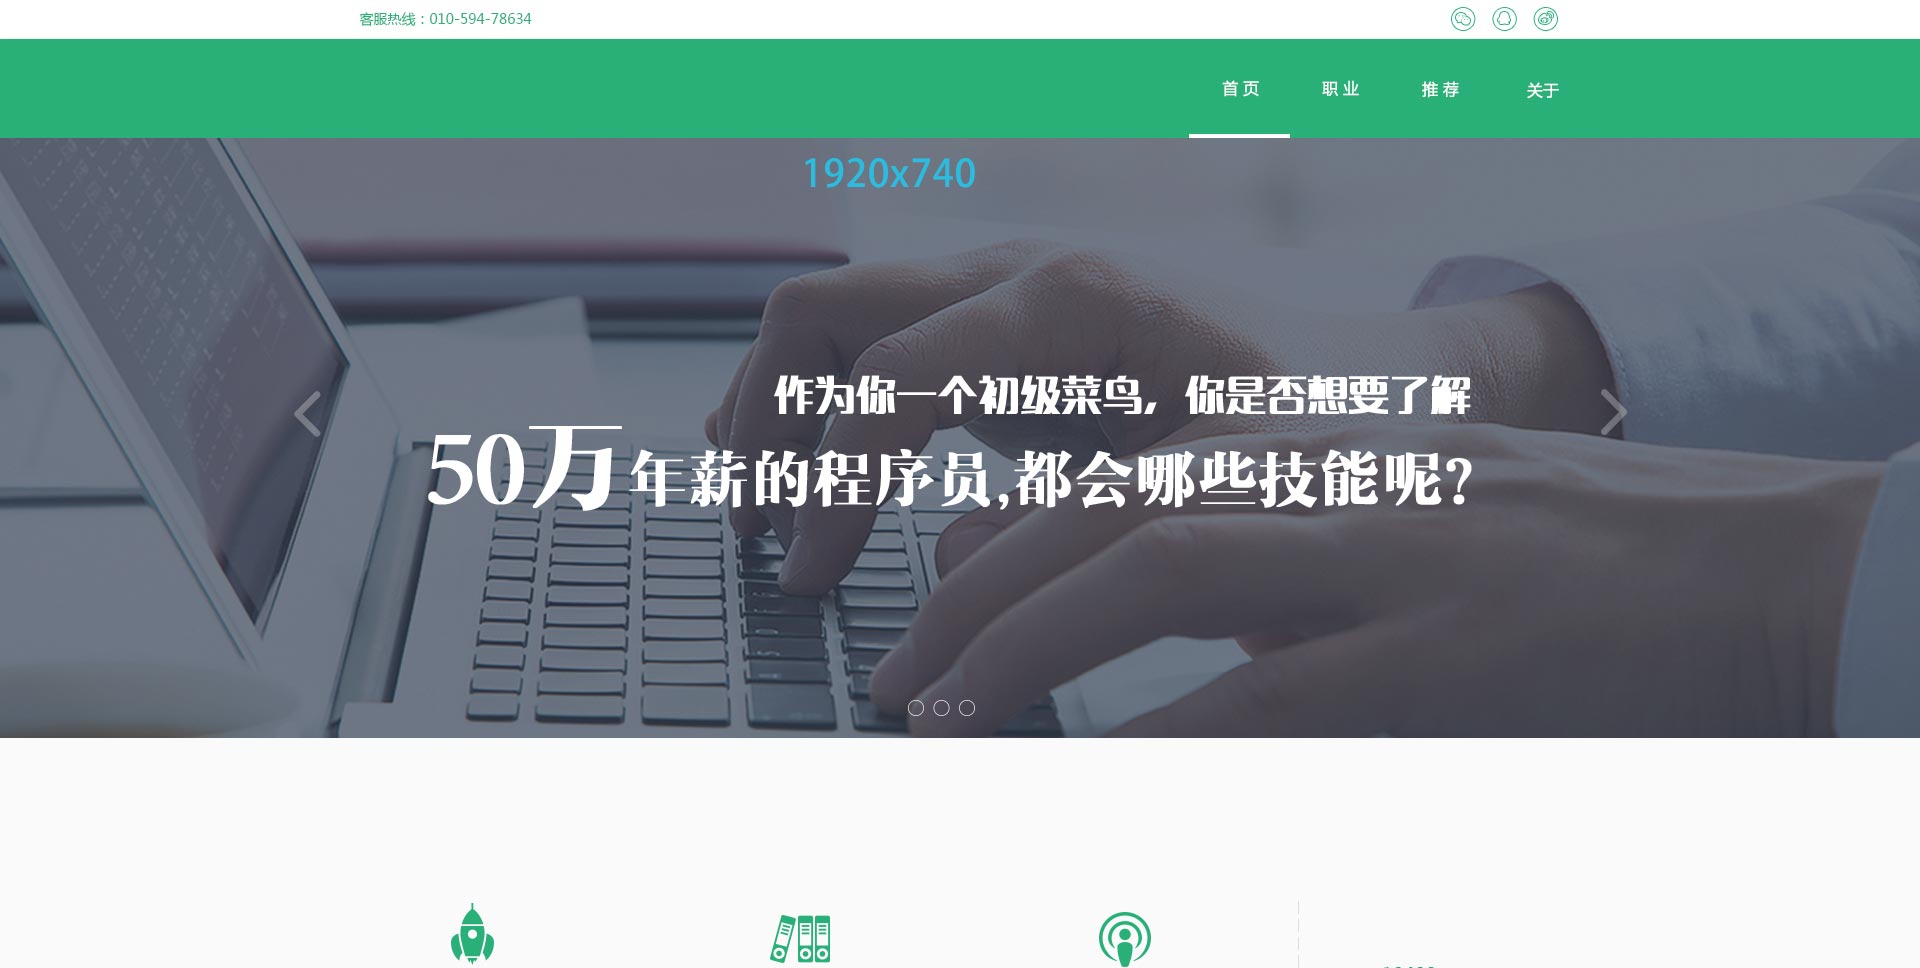 客服热线：010-594-78634
首页 职业 推荐 关于
1920x740
作为你一个初级菜鸟，你是否想要了解
50万年薪的程序员,都会哪些技能呢?